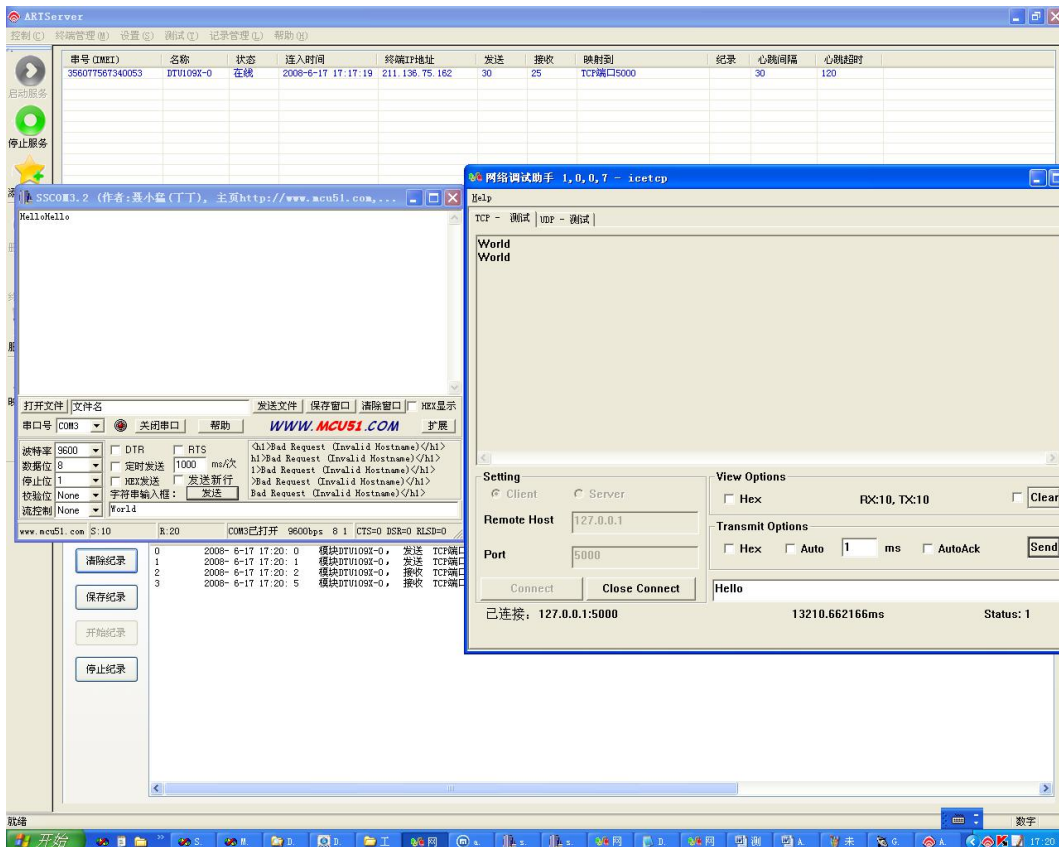 ARTServer
控制(C) 终端管理(M) 设置(S) 测试(T) 记录管理(L) 帮助(H)
启动服务
停止服务
串号(IMEI) 名称 状态 连入时间 终端IP地址 发送 接收 映射到 纪录 心跳间隔 心跳超时
356077567340053 DTU109X-0 在线 2008-6-17 17:17:19 211.136.75.162 30 25 TCP端口5000 30 120
SSCOM3.2 (作者:聂小猛(丁丁), 主页http://www.mcu51.com,...
HelloHello
打开文件 文件名 发送文件 保存窗口 清除窗口 HEX显示
串口号 COM3 关闭串口 帮助 WWW.MCU51.COM 扩展
波特率 9600 DTR RTS
数据位 8 定时发送 1000 ms/次
停止位 1 HEX发送 发送新行
校验位 None 字符串输入框: 发送
流控制 None World
<h1>Bad Request (Invalid Hostname)</h1>
h1>Bad Request (Invalid Hostname)</h1>
1>Bad Request (Invalid Hostname)</h1>
>Bad Request (Invalid Hostname)</h1>
Bad Request (Invalid Hostname)</h1>
www.mcu51.com S:10 R:20 COM3已打开 9600bps 8 1 CTS=0 DSR=0 RLSD=0
网络调试助手 1,0,0,7 - icetcp
Help
TCP - 测试 UDP - 测试
World
World
Setting
Client Server
Remote Host 127.0.0.1
Port 5000
Connect Close Connect
View Options
Hex RX:10, TX:10 Clear
Transmit Options
Hex Auto 1 ms AutoAck Send
Hello
已连接: 127.0.0.1:5000 13210.662166ms Status: 1
清除纪录
保存纪录
开始纪录
停止纪录
0 2008- 6-17 17:20: 0 模块DTU109X-0, 发送 TCP端口
1 2008- 6-17 17:20: 1 模块DTU109X-0, 发送 TCP端口
2 2008- 6-17 17:20: 2 模块DTU109X-0, 接收 TCP端口
3 2008- 6-17 17:20: 5 模块DTU109X-0, 接收 TCP端口
就绪 数字
开始 S. M. D. D. 工 网 a. s. s. 网 D. 网 测 A 未 G. A. 17:20